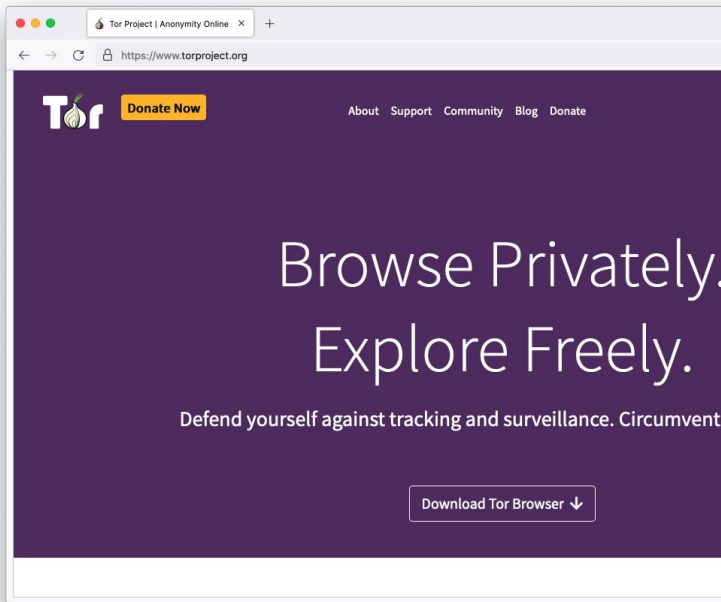 Tor Project | Anonymity Online
https://www.torproject.org
Tor
Donate Now
About Support Community Blog Donate
Browse Privately.
Explore Freely.
Defend yourself against tracking and surveillance. Circumvent
Download Tor Browser